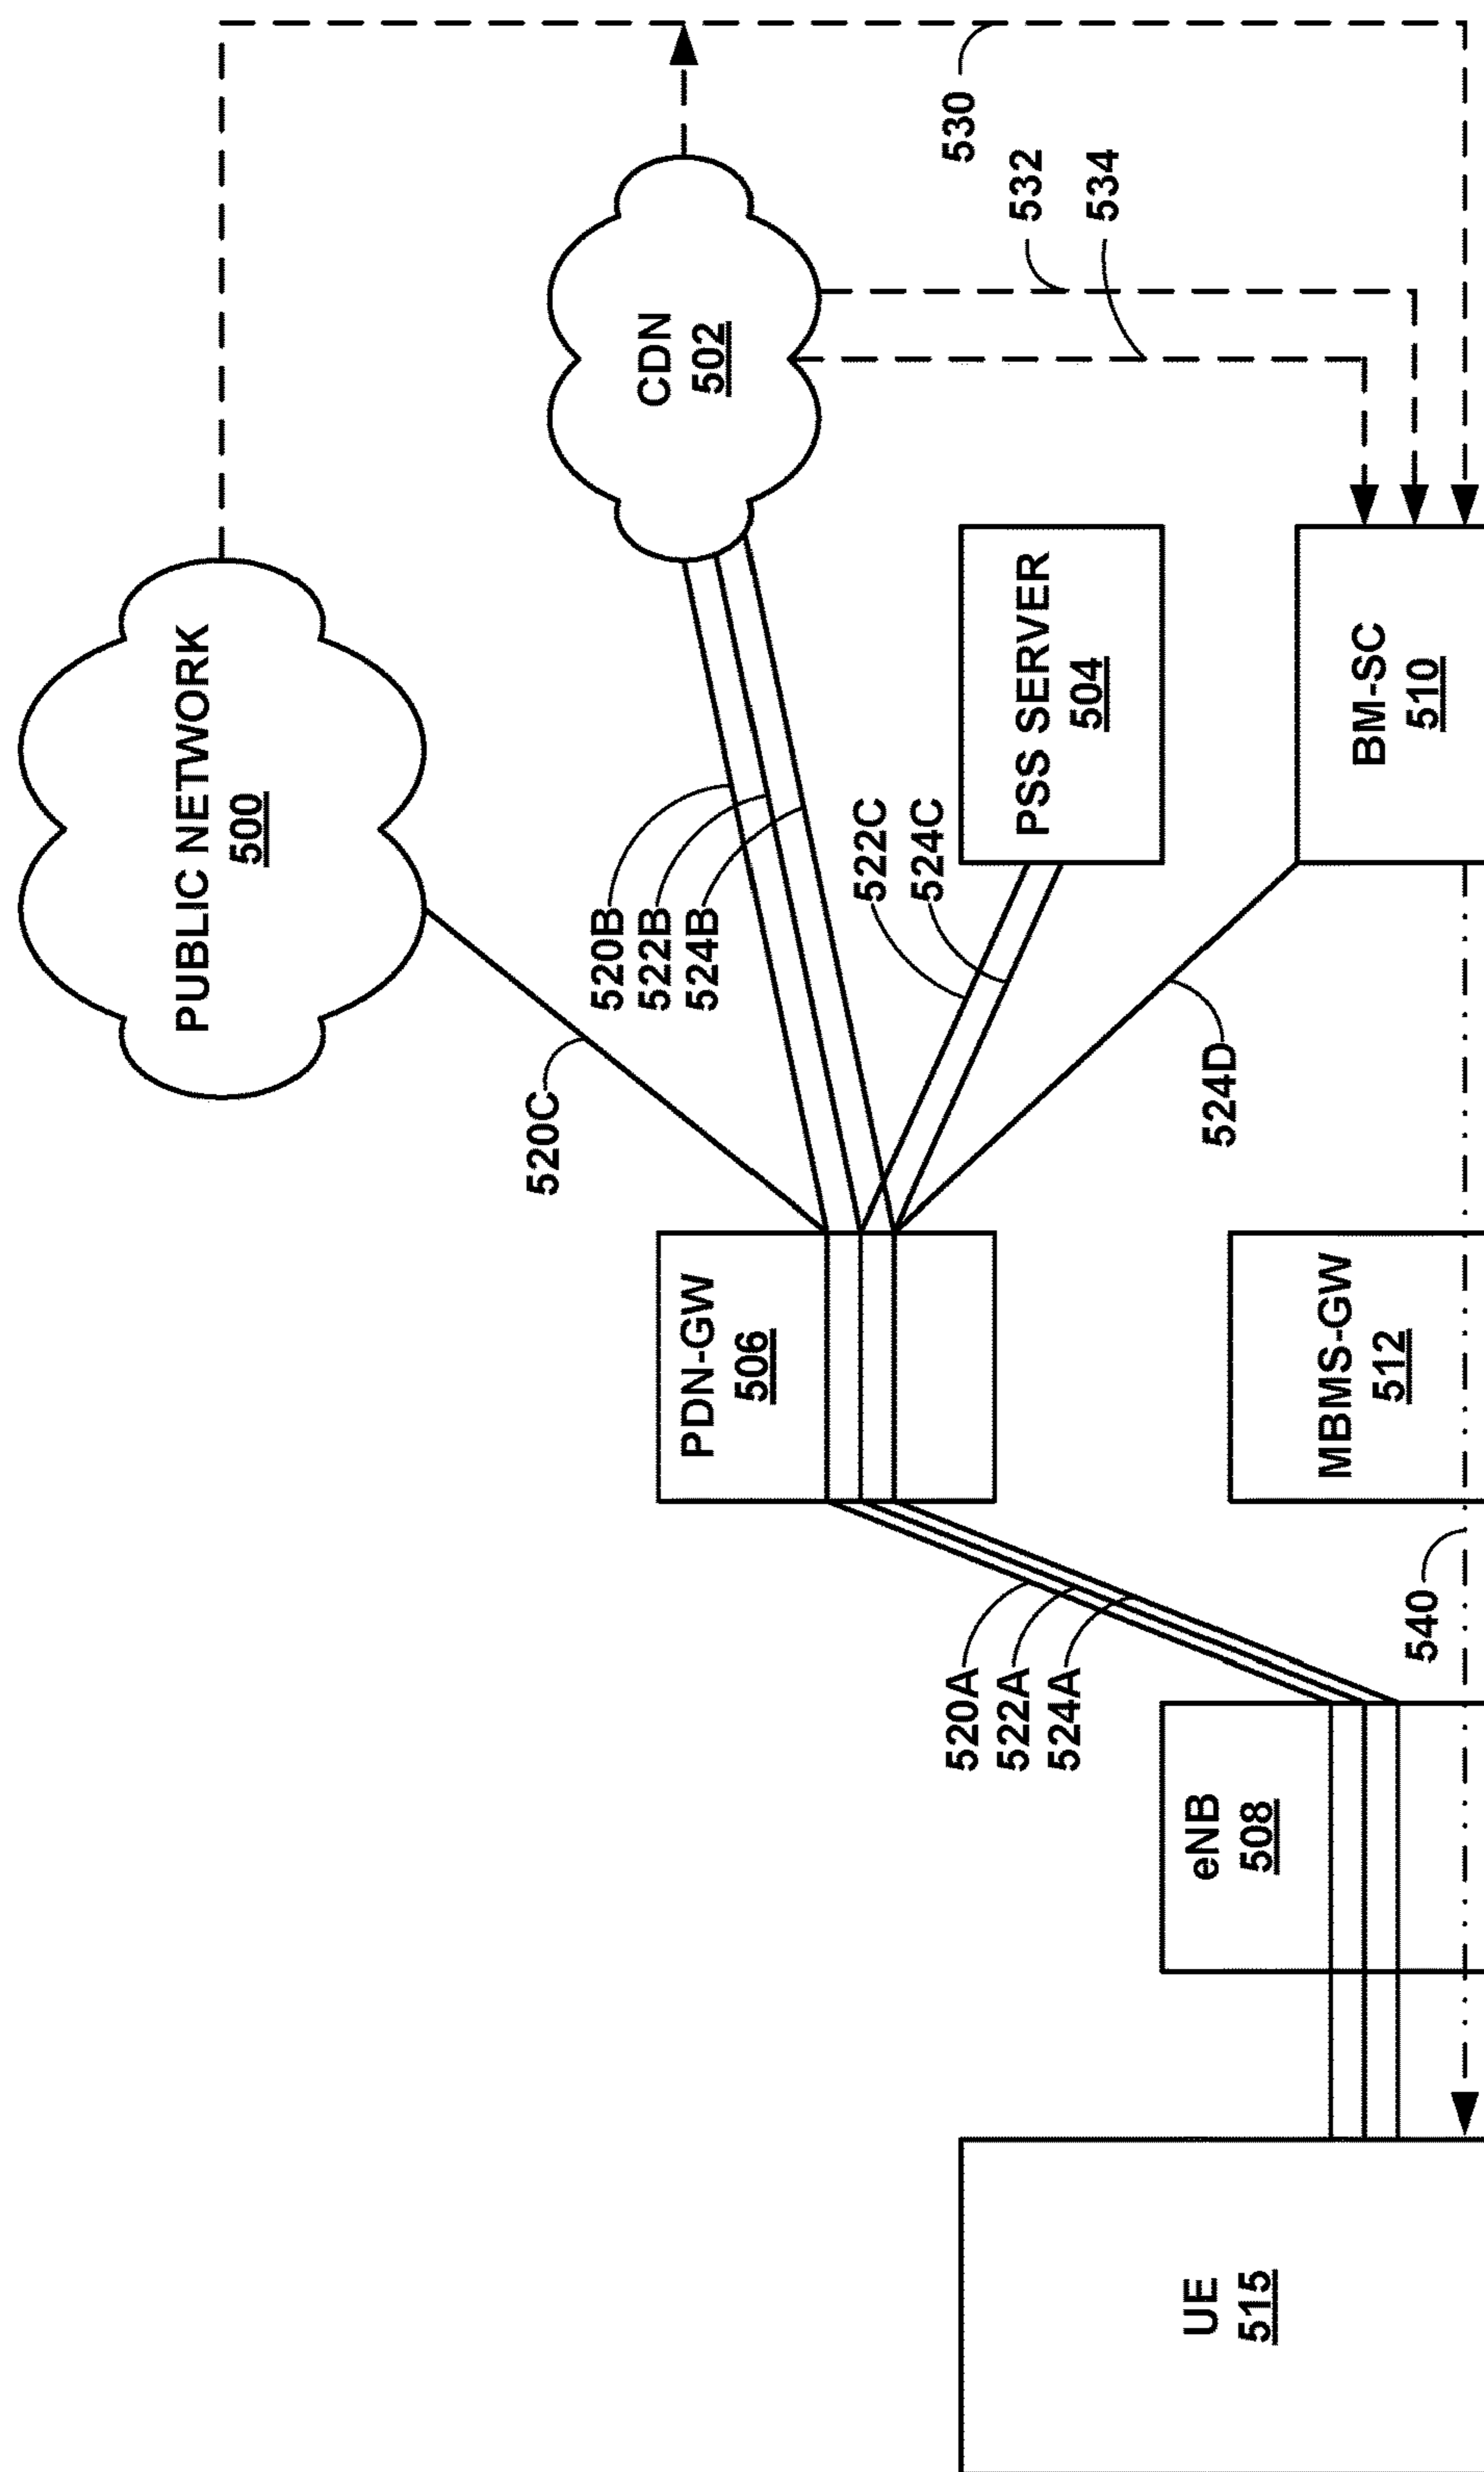 PUBLIC NETWORK
500
CDN
502
530
532
534
520C
520B
522B
524B
522C
524C
PSS SERVER
504
BM-SC
510
524D
PDN-GW
506
MBMS-GW
512
520A
522A
524A
540
eNB
508
UE
515